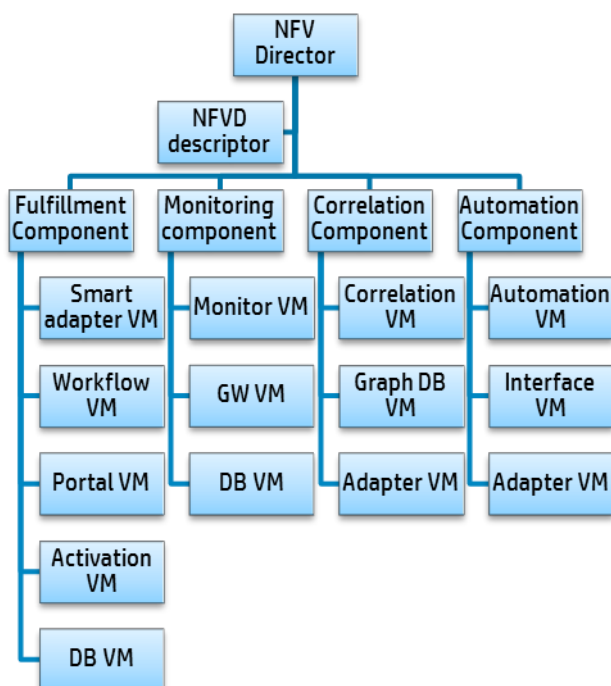 NFV
Director
NFVD
descriptor
Fulfillment
Component
Monitoring
component
Correlation
Component
Automation
Component
Smart
adapter VM
Monitor VM
Correlation
VM
Automation
VM
Workflow
VM
GW VM
Graph DB
VM
Interface
VM
Portal VM
DB VM
Adapter VM
Adapter VM
Activation
VM
DB VM